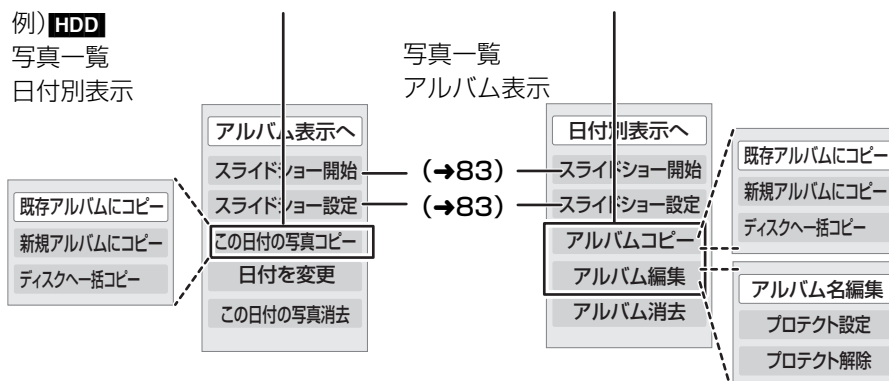 例）HDD
写真一覧
日付別表示
アルバム表示へ
スライドショー開始
スライドショー設定
この日付の写真コピー
日付を変更
この日付の写真消去
既存アルバムにコピー
新規アルバムにコピー
ディスクへ一括コピー
(➔83)
(➔83)
写真一覧
アルバム表示
日付別表示へ
スライドショー開始
スライドショー設定
アルバムコピー
アルバム編集
アルバム消去
既存アルバムにコピー
新規アルバムにコピー
ディスクへ一括コピー
アルバム名編集
プロテクト設定
プロテクト解除